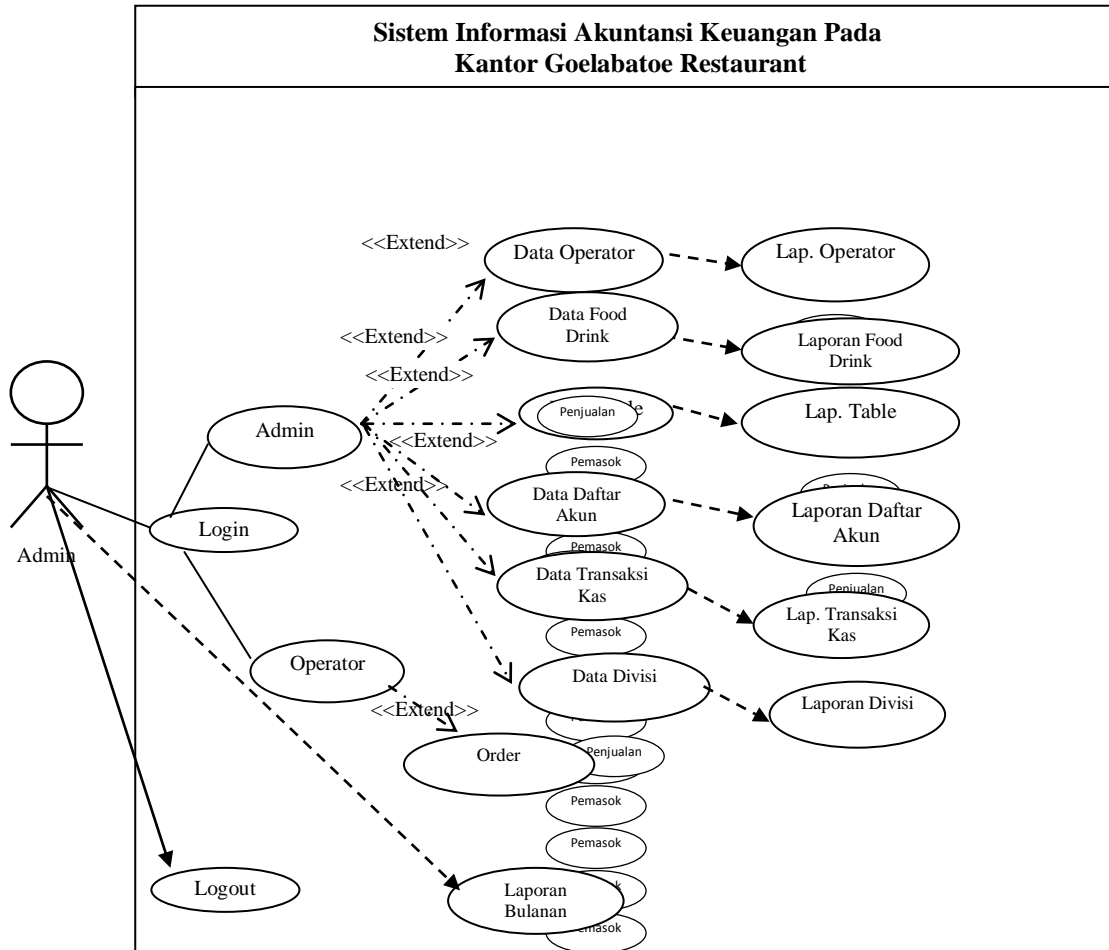 Sistem Informasi Akuntansi Keuangan Pada
Kantor Goelabatoe Restaurant
<<Extend>>
Data Operator
Lap. Operator
<<Extend>>
Data Food
Drink
Laporan Food
Drink
<<Extend>>
Admin
Penjualan
Lap. Table
<<Extend>>
Pemasok
<<Extend>>
Data Daftar
Akun
Laporan Daftar
Akun
Login
Admin
Pemasok
Data Transaksi
Kas
Penjualan
Lap. Transaksi
Kas
Pemasok
Operator
Data Divisi
Laporan Divisi
<<Extend>>
Order
Penjualan
Pemasok
Pemasok
Logout
Laporan
Bulanan